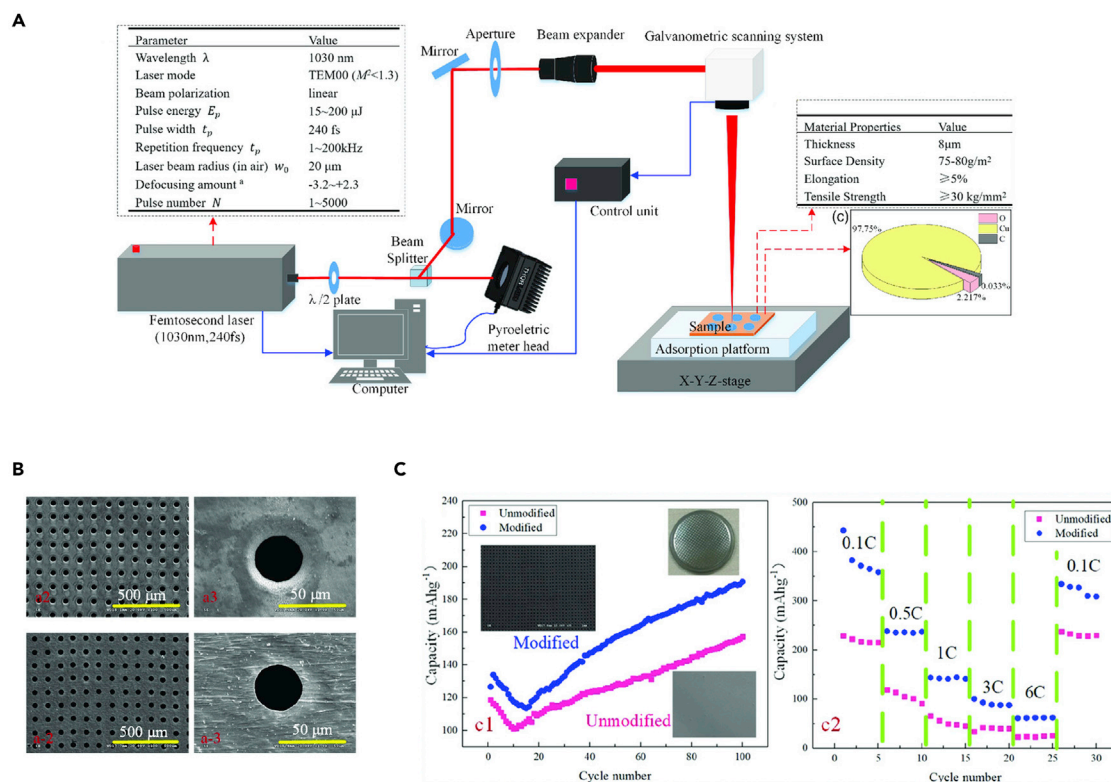 A
Parameter Value
Wavelength λ 1030 nm
Laser mode TEM00 (M²<1.3)
Beam polarization linear
Pulse energy Eₚ 15~200 μJ
Pulse width tₚ 240 fs
Repetition frequency tₚ 1~200kHz
Laser beam radius (in air) w₀ 20 μm
Defocusing amount ᵃ -3.2~+2.3
Pulse number N 1~5000
Mirror
Aperture
Beam expander
Galvanometric scanning system
Material Properties Value
Thickness 8μm
Surface Density 75-80g/m²
Elongation ≥5%
Tensile Strength ≥30 kg/mm²
(c)
O
Cu
C
97.75%
0.033%
2.217%
Control unit
Mirror
Beam
Splitter
λ/2 plate
Femtosecond laser
(1030nm,240fs)
Computer
Pyroeletric
meter head
Sample
Adsorption platform
X-Y-Z-stage
B
a2
500 μm
a3
50 μm
a-2
500 μm
a-3
50 μm
C
Capacity (mAhg⁻¹)
240
220
200
180
160
140
120
100
Unmodified
Modified
Modified
Unmodified
c1
0 20 40 60 80 100
Cycle number
Capacity (mAhg⁻¹)
500
400
300
200
100
0
Unmodified
Modified
0.1C
0.5C
1C
3C
6C
0.1C
c2
0 5 10 15 20 25 30
Cycle number